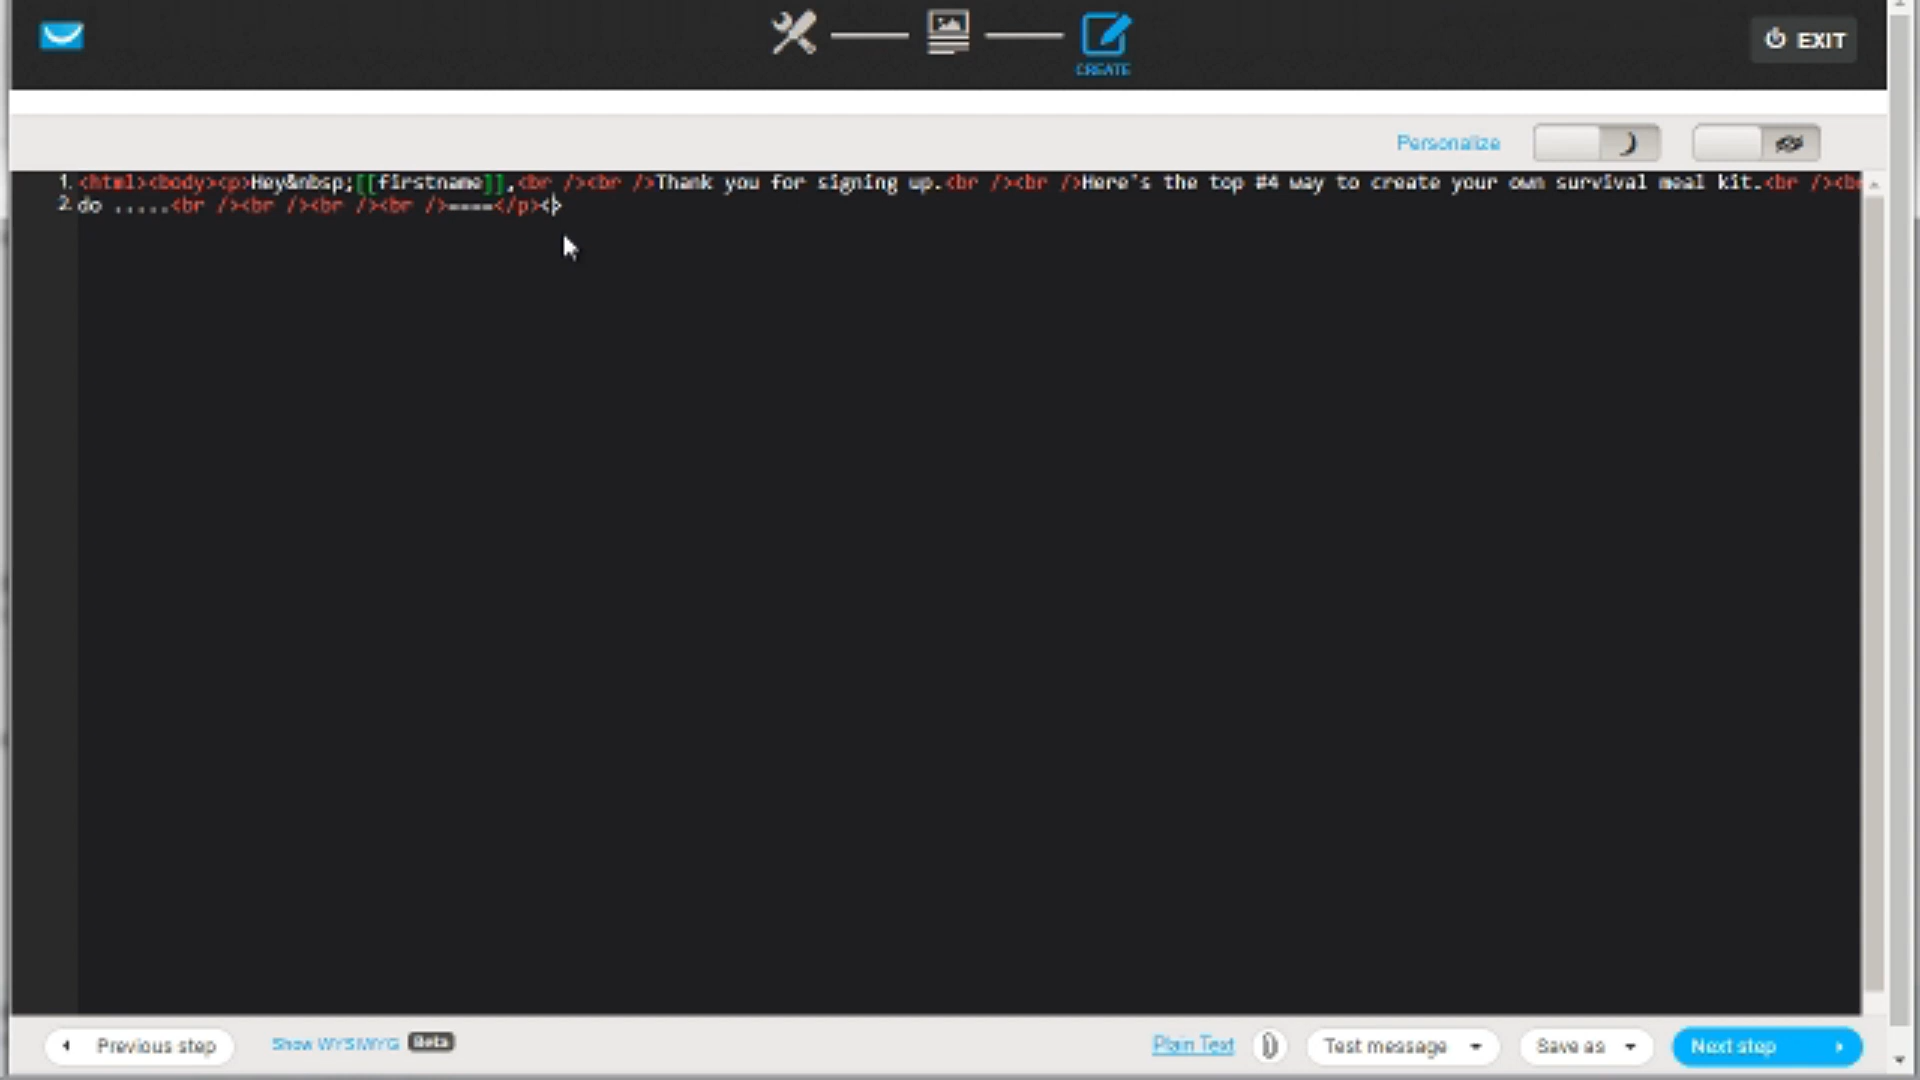 CREATE
EXIT
Personalize
1. <html><body><p>Hey&nbsp;[[firstname]],<br /><br />Thank you for signing up.<br /><br />Here's the top #4 way to create your own survival meal kit.<br /><b
2. do .....<br /><br /><br /><br />====</p><>
Previous step
Show WYSIWYG Beta
Plain Text
Test message
Save as
Next step